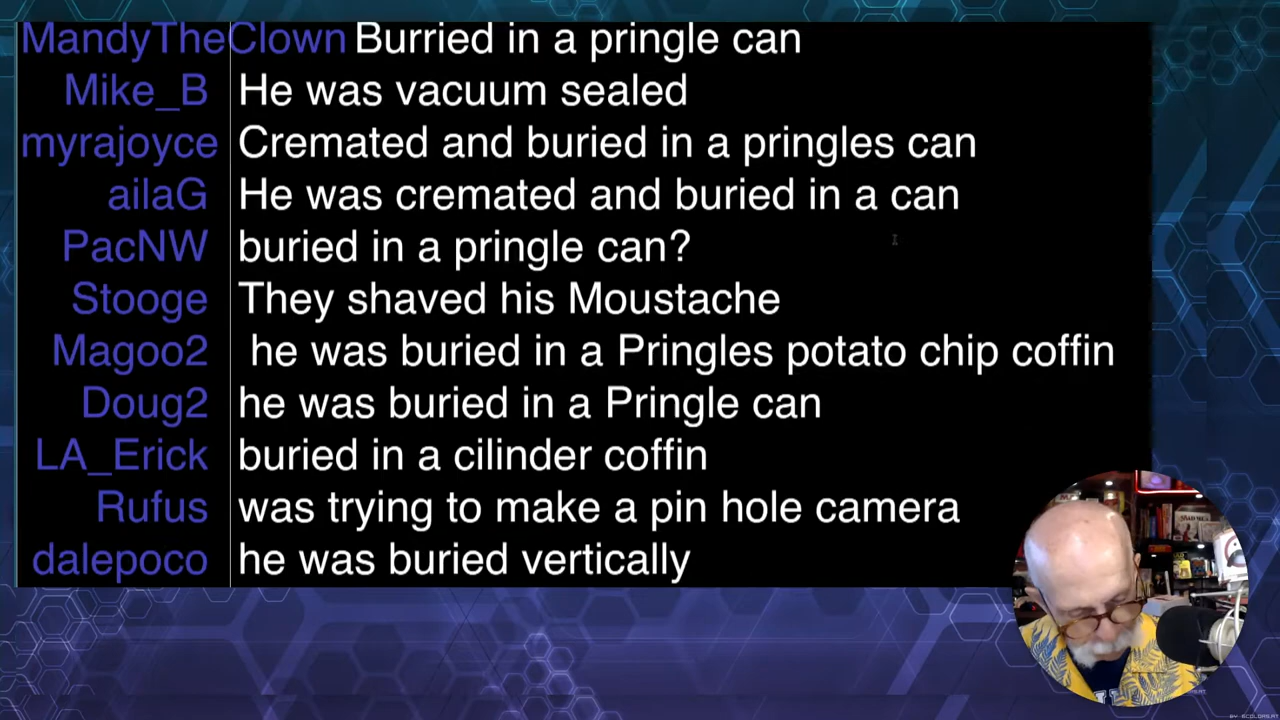 MandyTheClown Burried in a pringle can
Mike_B He was vacuum sealed
myrajoyce Cremated and buried in a pringles can
ailaG He was cremated and buried in a can
PacNW buried in a pringle can?
Stooge They shaved his Moustache
Magoo2 he was buried in a Pringles potato chip coffin
Doug2 he was buried in a Pringle can
LA_Erick buried in a cilinder coffin
Rufus was trying to make a pin hole camera
dalepoco he was buried vertically